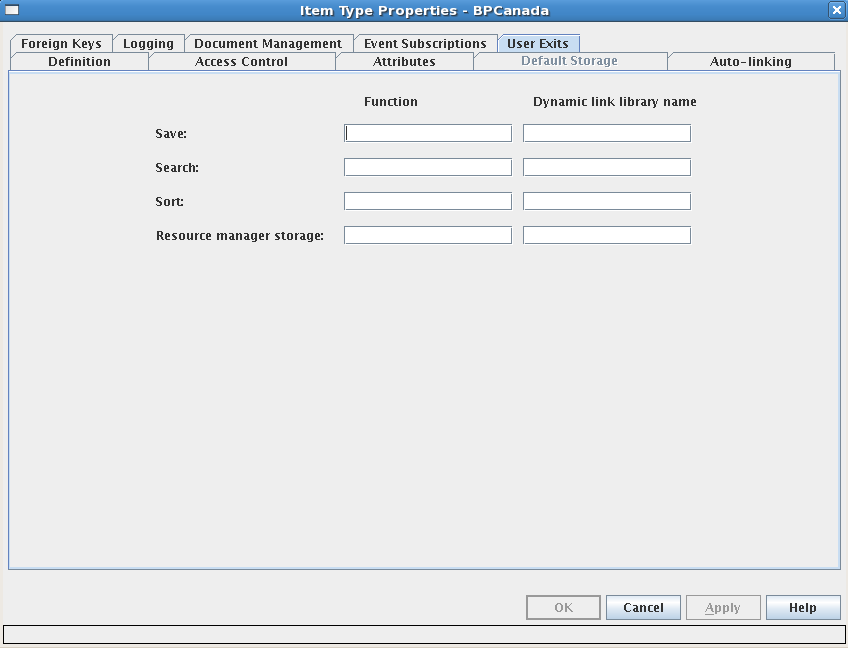 Item Type Properties - BPCanada
Foreign Keys Logging Document Management Event Subscriptions User Exits
Definition Access Control Attributes Default Storage Auto-linking
Function Dynamic link library name
Save:
Search:
Sort:
Resource manager storage:
OK Cancel Apply Help